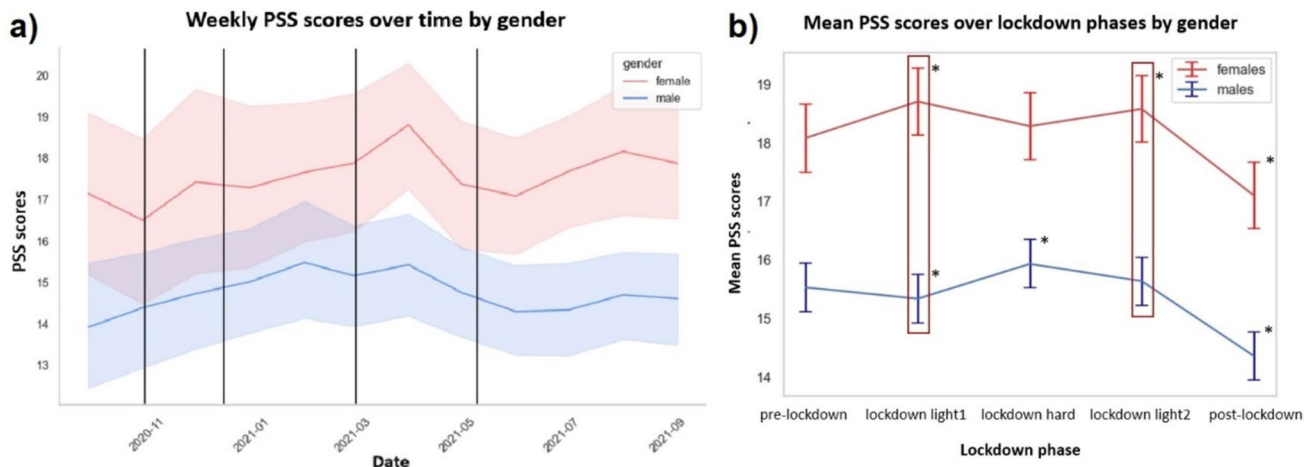 a)
Weekly PSS scores over time by gender
PSS scores
20
19
18
17
16
15
14
13
gender
female
male
2020-11
2021-01
2021-03
2021-05
2021-07
2021-09
Date
b)
Mean PSS scores over lockdown phases by gender
Mean PSS scores
19
18
17
16
15
14
females
males
*
*
*
*
*
*
pre-lockdown
lockdown light1
lockdown hard
lockdown light2
post-lockdown
Lockdown phase